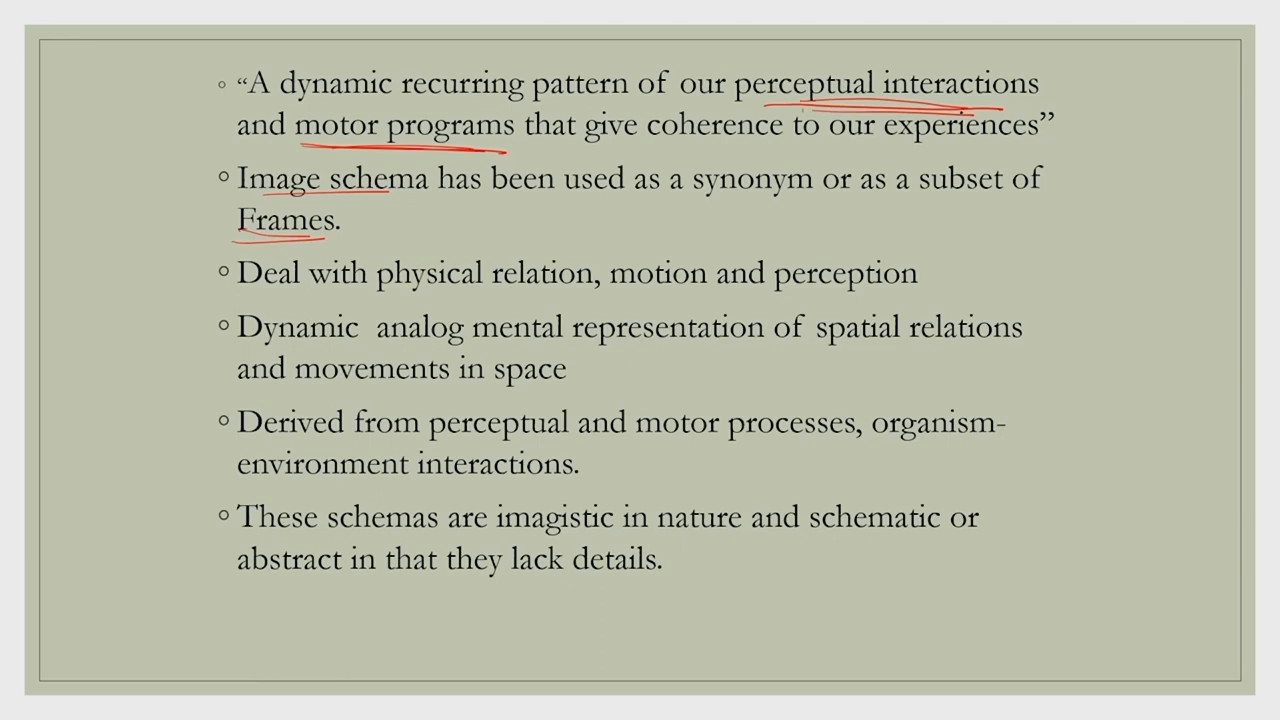 ◦ “A dynamic recurring pattern of our perceptual interactions
and motor programs that give coherence to our experiences”
◦ Image schema has been used as a synonym or as a subset of
Frames.
◦ Deal with physical relation, motion and perception
◦ Dynamic analog mental representation of spatial relations
and movements in space
◦ Derived from perceptual and motor processes, organism-
environment interactions.
◦ These schemas are imagistic in nature and schematic or
abstract in that they lack details.